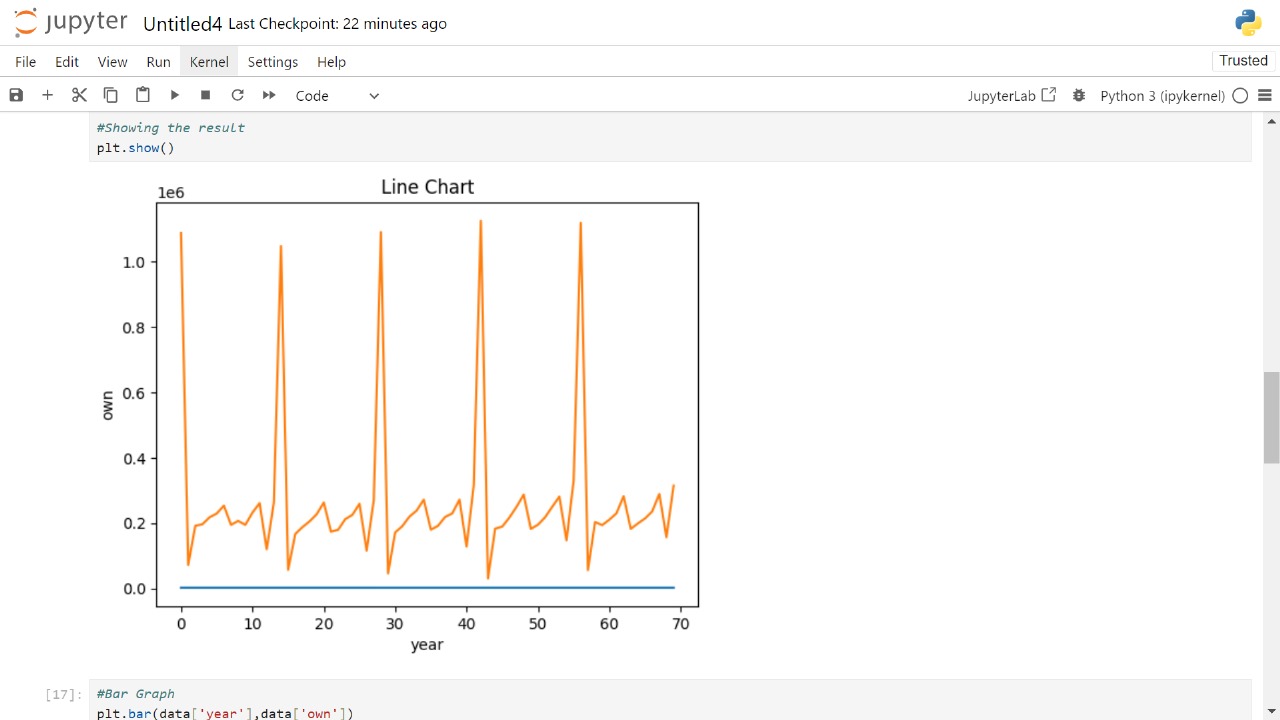 jupyter Untitled4 Last Checkpoint: 22 minutes ago
File Edit View Run Kernel Settings Help Trusted
Code JupyterLab Python 3 (ipykernel)
#Showing the result
plt.show()
Line Chart
1e6
1.0
0.8
0.6
0.4
0.2
0.0
own
0 10 20 30 40 50 60 70
year
[17]: #Bar Graph
plt.bar(data['year'],data['own'])